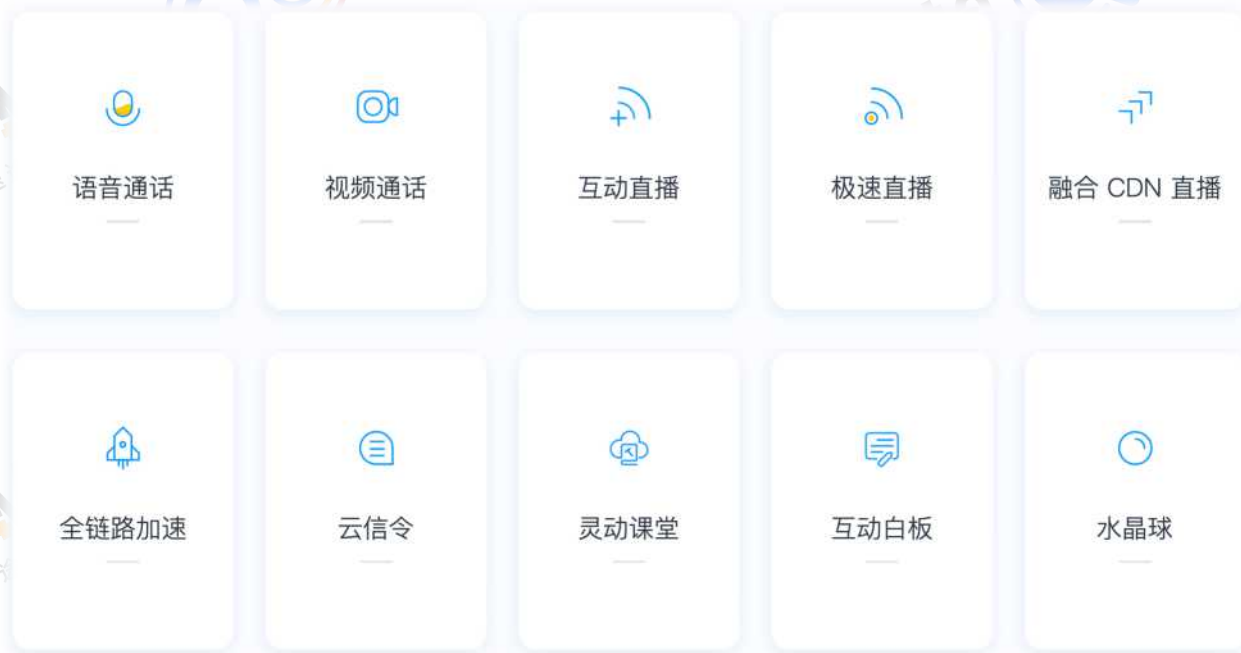 语音通话
视频通话
互动直播
极速直播
融合 CDN 直播
全链路加速
云信令
灵动课堂
互动白板
水晶球